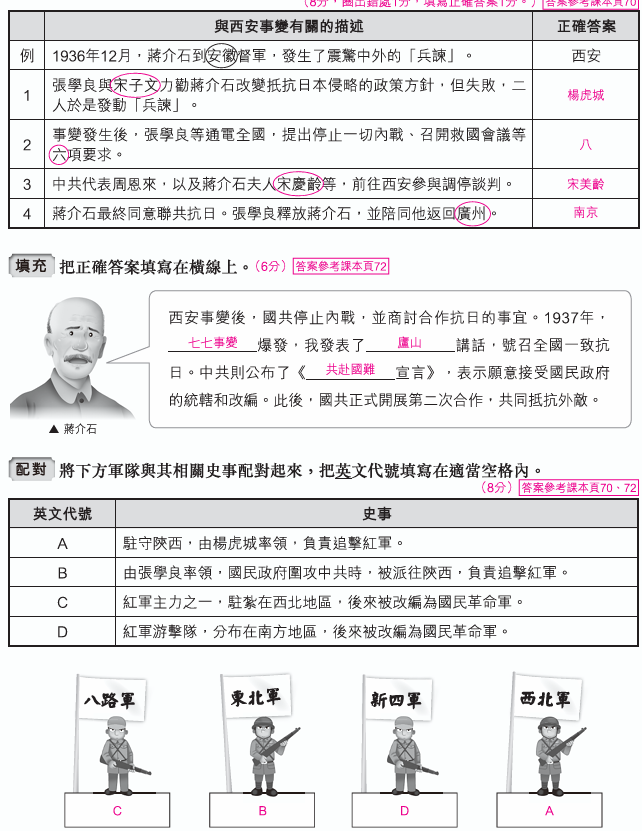 (8分,圈出錯處1分,填寫正確答案1分。) 答案參考課本頁70
與西安事變有關的描述 正確答案
例 1936年12月,蔣介石到安徽督軍,發生了震驚中外的「兵諫」。 西安
1 張學良與宋子文力勸蔣介石改變抵抗日本侵略的政策方針,但失敗,二
人於是發動「兵諫」。 楊虎城
2 事變發生後,張學良等通電全國,提出停止一切內戰、召開救國會議等
六項要求。 八
3 中共代表周恩來,以及蔣介石夫人宋慶齡等,前往西安參與調停談判。 宋美齡
4 蔣介石最終同意聯共抗日。張學良釋放蔣介石,並陪同他返回廣州。 南京
填充 把正確答案填寫在橫線上。(6分) 答案參考課本頁72
西安事變後,國共停止內戰,並商討合作抗日的事宜。1937年,
七七事變 爆發,我發表了 廬山 講話,號召全國一致抗
日。中共則公布了《 共赴國難 宣言》,表示願意接受國民政府
的統轄和改編。此後,國共正式開展第二次合作,共同抵抗外敵。
▲ 蔣介石
配對 將下方軍隊與其相關史事配對起來,把英文代號填寫在適當空格內。
(8分) 答案參考課本頁70、72
英文代號 史事
A 駐守陝西,由楊虎城率領,負責追擊紅軍。
B 由張學良率領,國民政府圍攻中共時,被派往陝西,負責追擊紅軍。
C 紅軍主力之一,駐紮在西北地區,後來被改編為國民革命軍。
D 紅軍游擊隊,分布在南方地區,後來被改編為國民革命軍。
八路軍 東北軍 新四軍 西北軍
C B D A